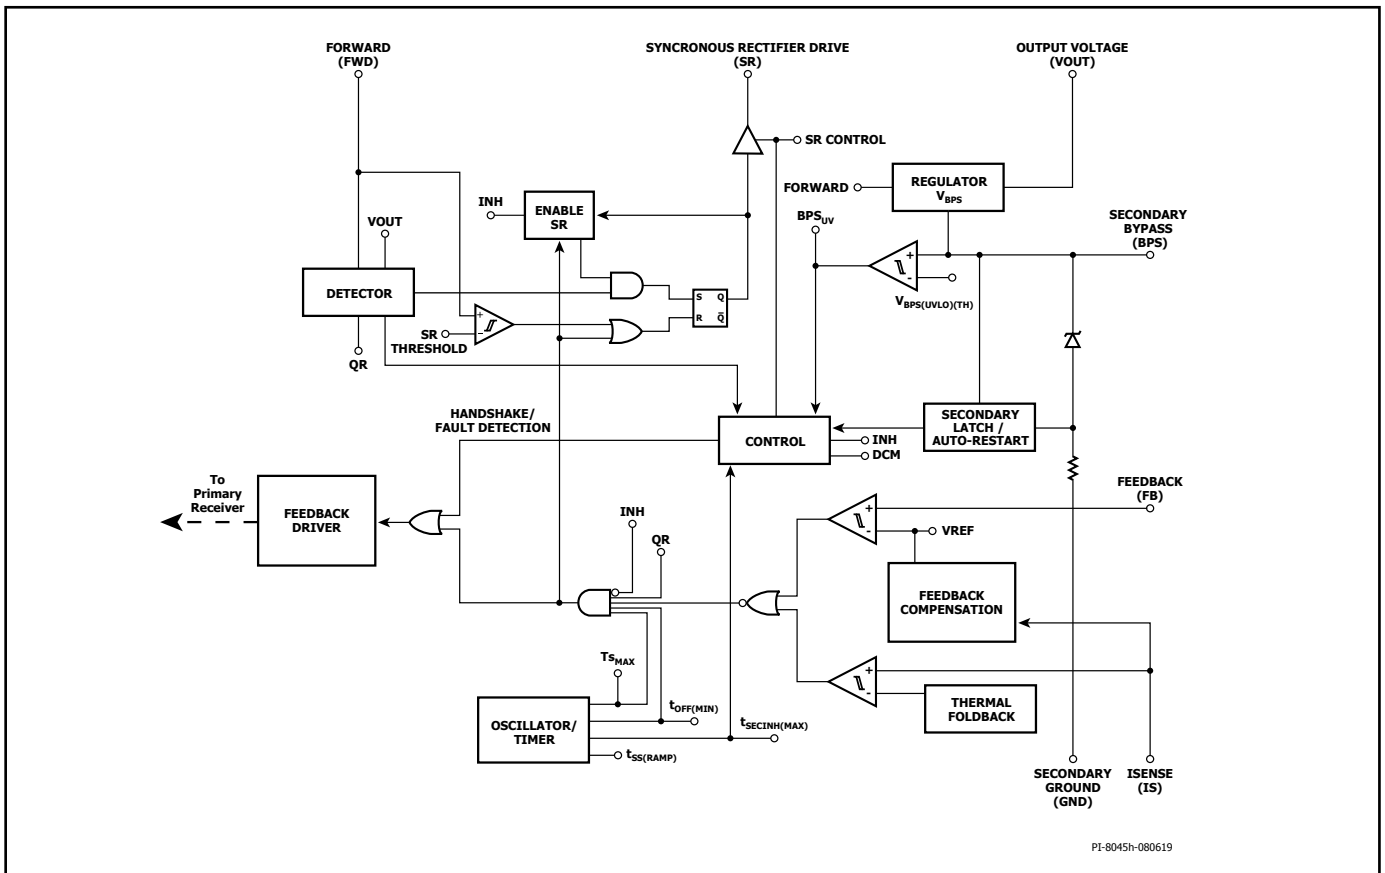 FORWARD
(FWD)
SYNCRONOUS RECTIFIER DRIVE
(SR)
OUTPUT VOLTAGE
(VOUT)
SR CONTROL
REGULATOR
VBPS
FORWARD
INH
ENABLE
SR
VOUT
BPSUV
SECONDARY
BYPASS
(BPS)
+
-
VBPS(UVLO)(TH)
DETECTOR
S Q
R Q̅
+
-
SR
THRESHOLD
QR
HANDSHAKE/
FAULT DETECTION
CONTROL
INH
DCM
SECONDARY
LATCH /
AUTO-RESTART
To
Primary
Receiver
FEEDBACK
DRIVER
INH
QR
FEEDBACK
(FB)
+
-
VREF
FEEDBACK
COMPENSATION
TsMAX
+
-
THERMAL
FOLDBACK
OSCILLATOR/
TIMER
tOFF(MIN)
tSECINH(MAX)
tSS(RAMP)
SECONDARY
GROUND
(GND)
ISENSE
(IS)
PI-8045h-080619